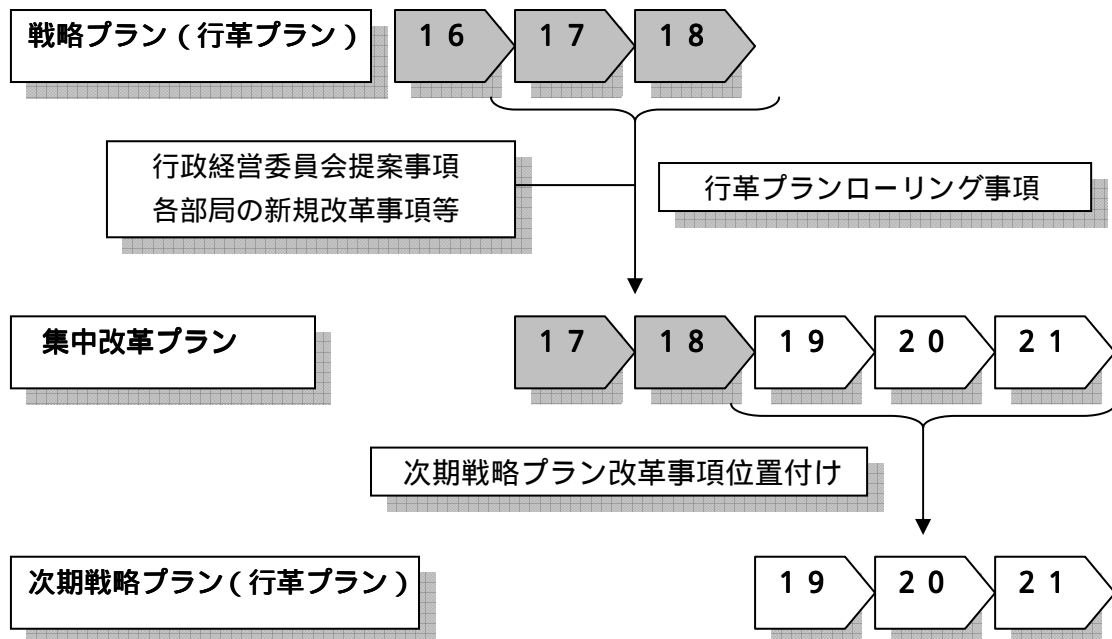 戦略プラン(行革プラン) 16 17 18
行政経営委員会提案事項
各部局の新規改革事項等
行革プランローリング事項
集中改革プラン 17 18 19 20 21
次期戦略プラン改革事項位置付け
次期戦略プラン(行革プラン) 19 20 21